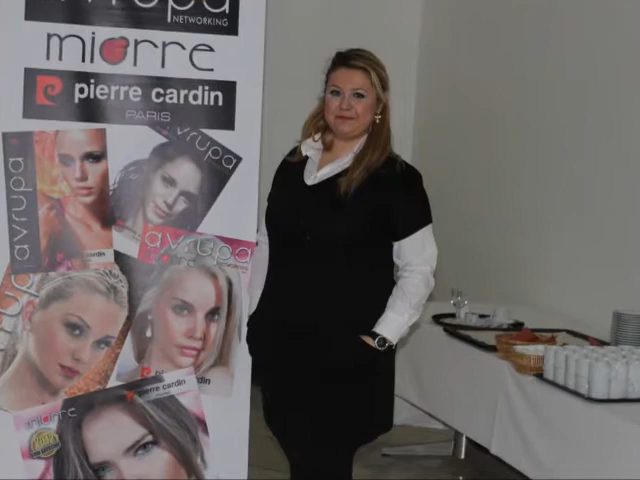 avrupa
NETWORKING
miorre
pierre cardin
PARIS
avrupa
avrupa
avrupa
pierre cardin
miorre